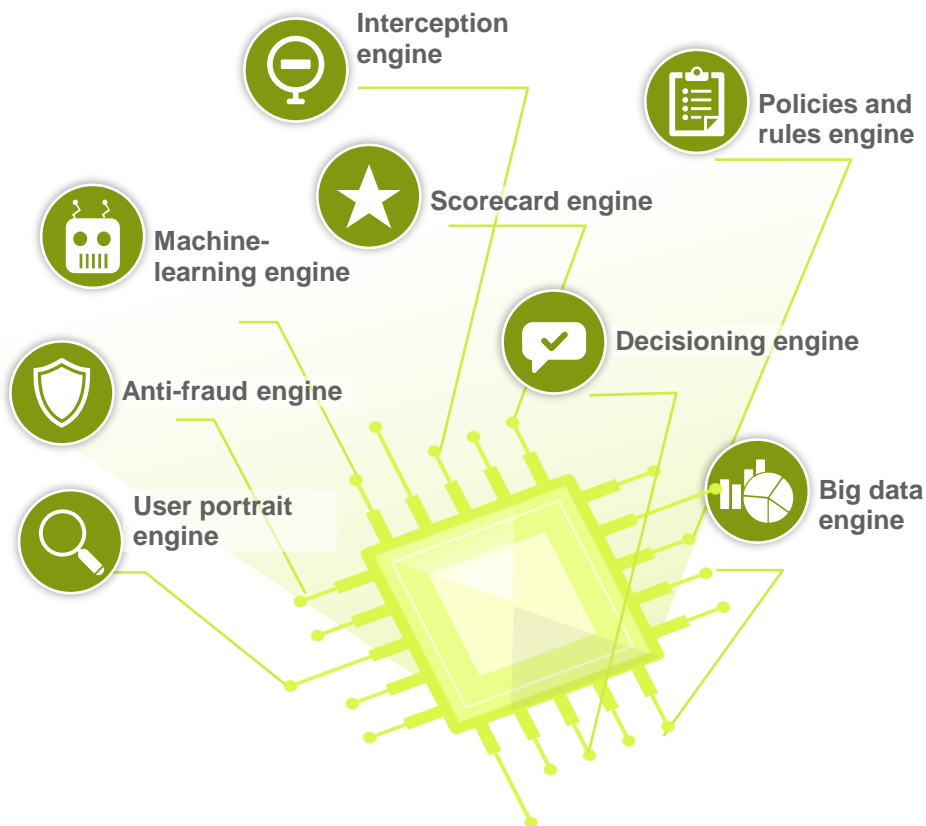 Interception
engine
Policies and
rules engine
Scorecard engine
Machine-
learning engine
Decisioning engine
Anti-fraud engine
User portrait
engine
Big data
engine